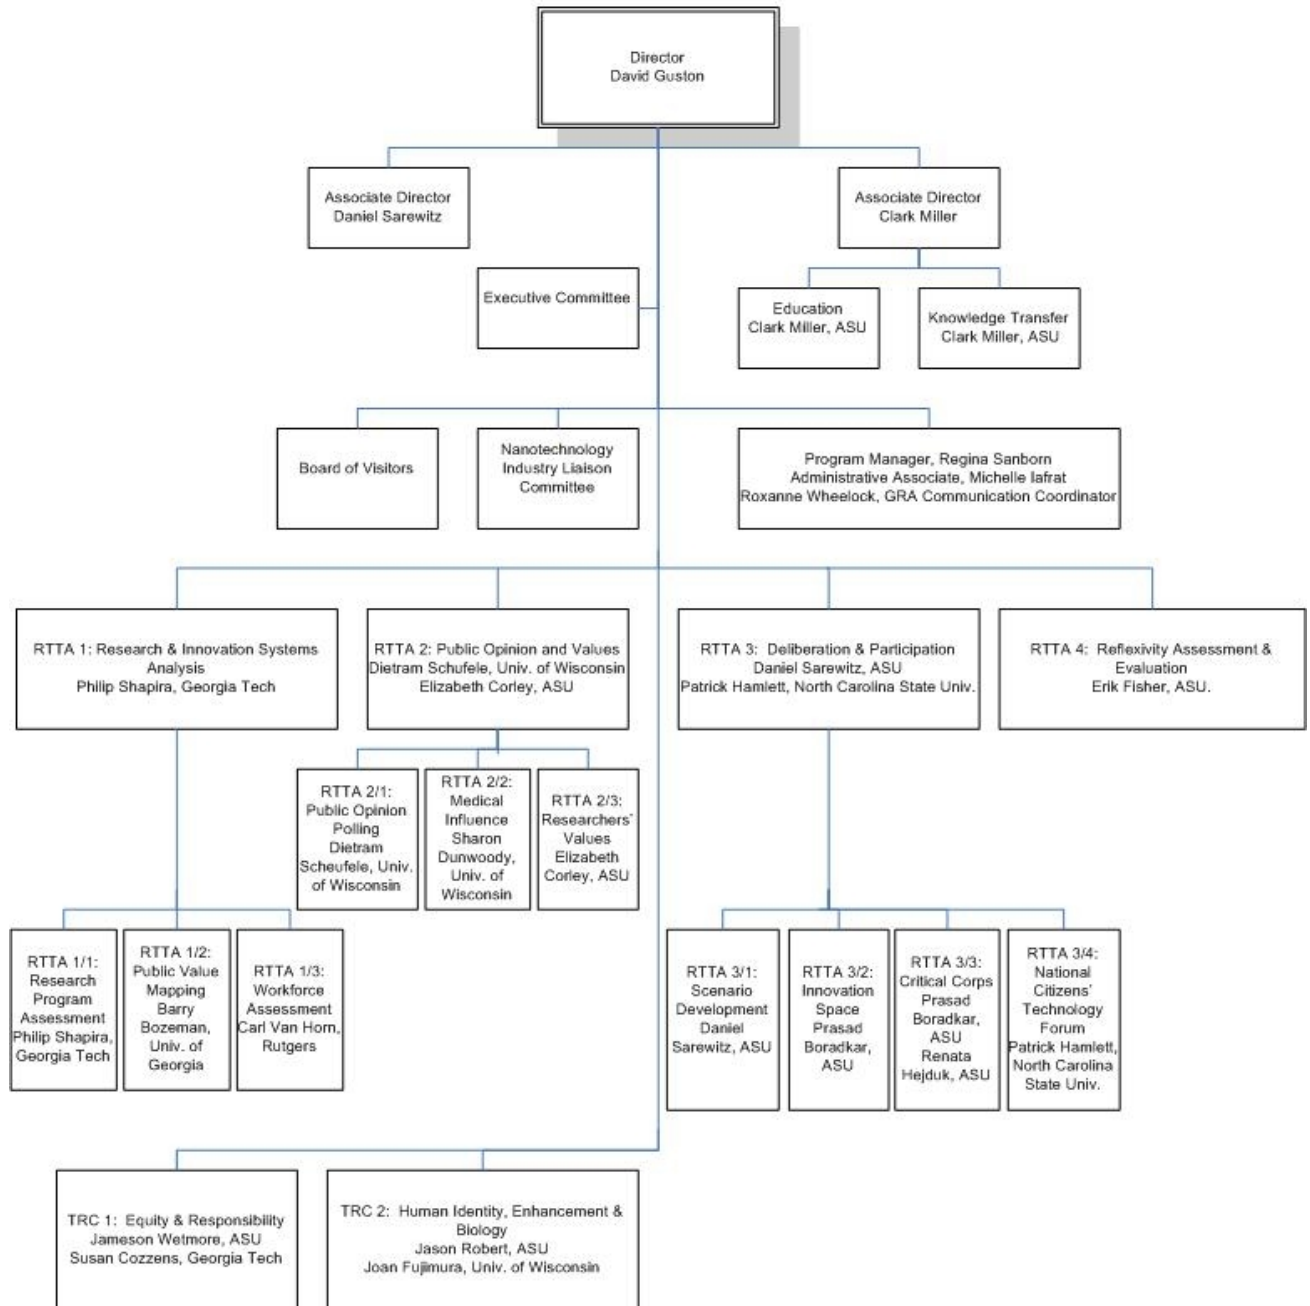 Director
David Guston
Associate Director
Daniel Sarewitz
Associate Director
Clark Miller
Executive Committee
Education
Clark Miller, ASU
Knowledge Transfer
Clark Miller, ASU
Board of Visitors
Nanotechnology
Industry Liaison
Committee
Program Manager, Regina Sanborn
Administrative Associate, Michelle Iafrat
Roxanne Wheelock, GRA Communication Coordinator
RTTA 1: Research & Innovation Systems
Analysis
Philip Shapira, Georgia Tech
RTTA 2: Public Opinion and Values
Dietram Schufele, Univ. of Wisconsin
Elizabeth Corley, ASU
RTTA 3:  Deliberation & Participation
Daniel Sarewitz, ASU
Patrick Hamlett, North Carolina State Univ.
RTTA 4:  Reflexivity Assessment &
Evaluation
Erik Fisher, ASU.
RTTA 2/1:
Public Opinion
Polling
Dietram
Scheufele, Univ.
of Wisconsin
RTTA 2/2:
Medical
Influence
Sharon
Dunwoody,
Univ. of
Wisconsin
RTTA 2/3:
Researchers'
Values
Elizabeth
Corley, ASU
RTTA 1/1:
Research
Program
Assessment
Philip Shapira,
Georgia Tech
RTTA 1/2:
Public Value
Mapping
Barry
Bozeman,
Univ. of
Georgia
RTTA 1/3:
Workforce
Assessment
Carl Van Horn,
Rutgers
RTTA 3/1:
Scenario
Development
Daniel
Sarewitz, ASU
RTTA 3/2:
Innovation
Space
Prasad
Boradkar,
ASU
RTTA 3/3:
Critical Corps
Prasad
Boradkar,
ASU
Renata
Hejduk, ASU
RTTA 3/4:
National
Citizens'
Technology
Forum
Patrick Hamlett,
North Carolina
State Univ.
TRC 1:  Equity & Responsibility
Jameson Wetmore, ASU
Susan Cozzens, Georgia Tech
TRC 2:  Human Identity, Enhancement &
Biology
Jason Robert, ASU
Joan Fujimura, Univ. of Wisconsin